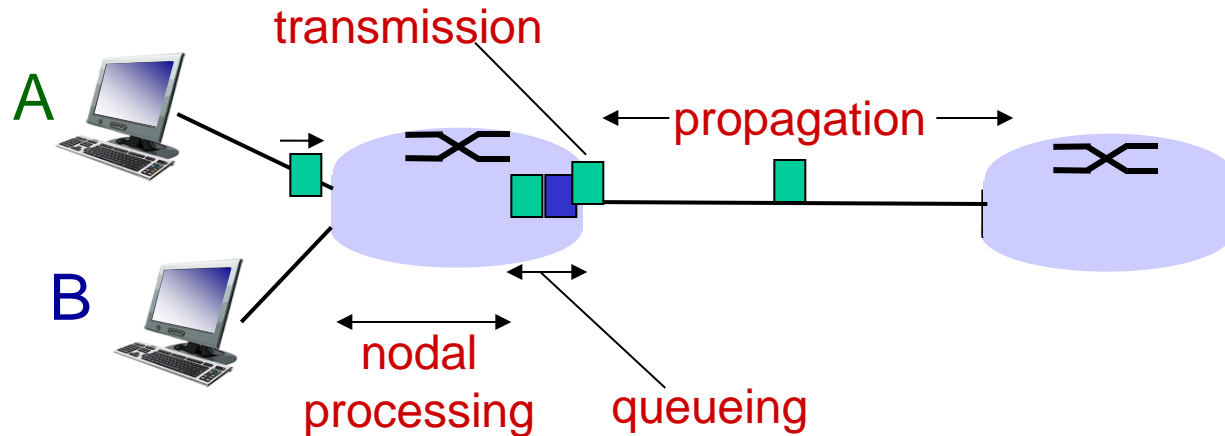 transmission
A
propagation
B
nodal
processing
queueing